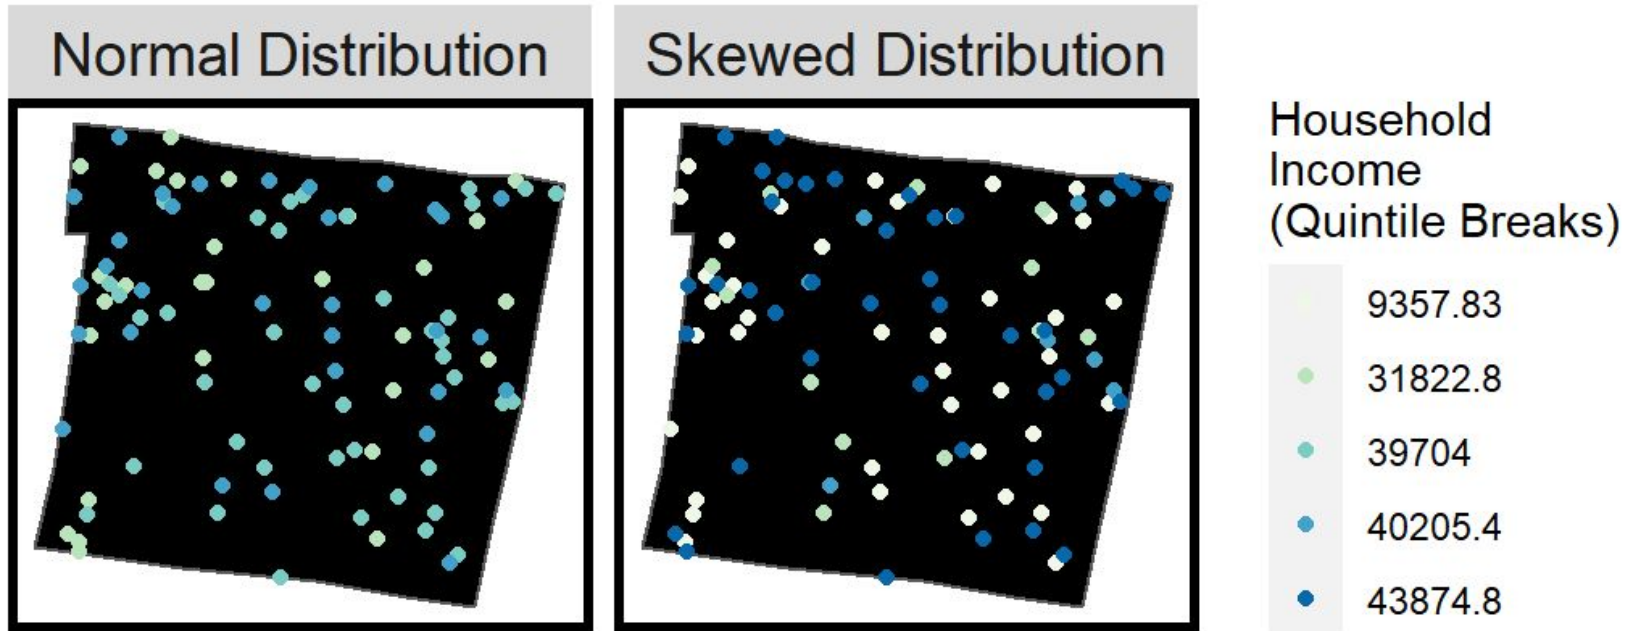 Normal Distribution
Skewed Distribution
Household
Income
(Quintile Breaks)
9357.83
31822.8
39704
40205.4
43874.8